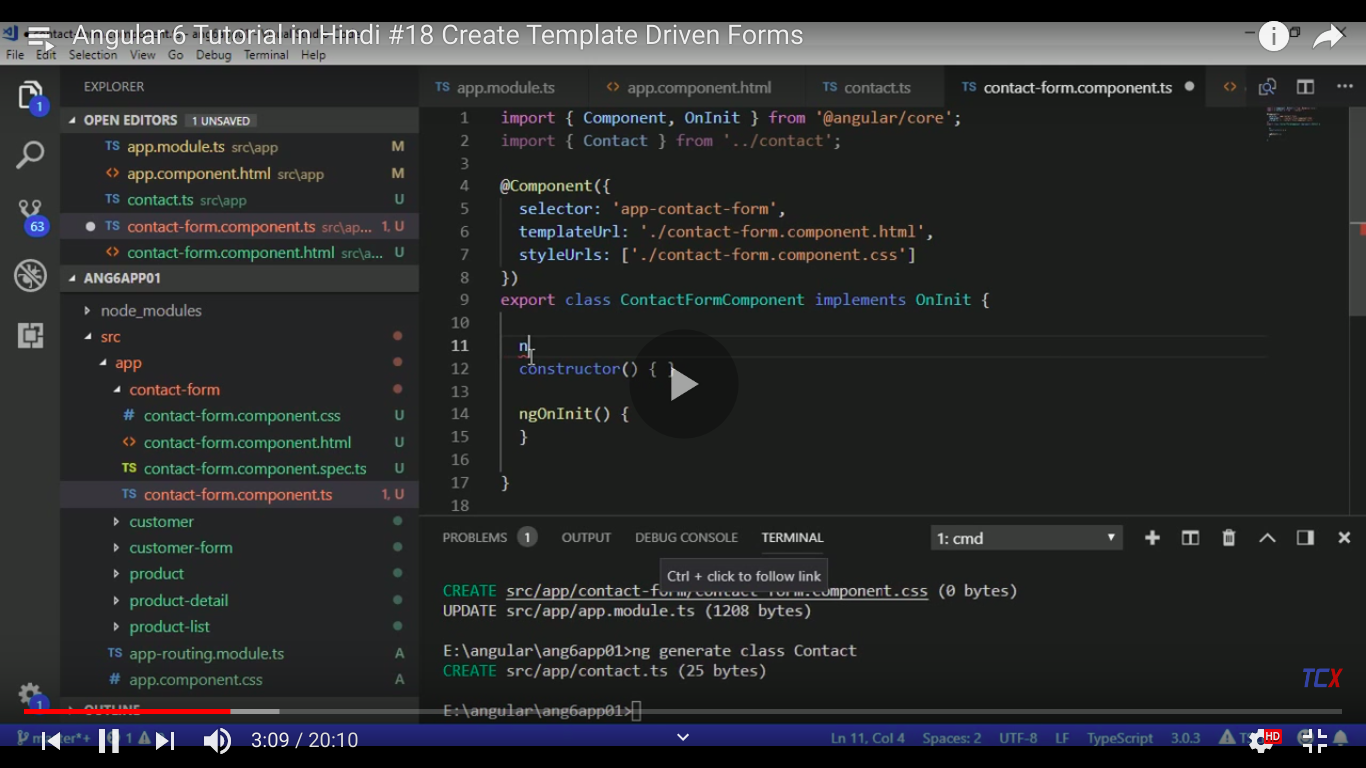 Angular 6 Tutorial in Hindi #18 Create Template Driven Forms
File Edit Selection View Go Debug Terminal Help
EXPLORER
OPEN EDITORS 1 UNSAVED
TS app.module.ts src\app M
<> app.component.html src\app M
TS contact.ts src\app U
TS contact-form.component.ts src\ap... 1, U
<> contact-form.component.html src\a... U
ANG6APP01
node_modules
src
app
contact-form
# contact-form.component.css U
<> contact-form.component.html U
TS contact-form.component.spec.ts U
TS contact-form.component.ts 1, U
customer
customer-form
product
product-detail
product-list
TS app-routing.module.ts A
# app.component.css A
OUTLINE
1
63
1
TS app.module.ts <> app.component.html TS contact.ts TS contact-form.component.ts <>
1 import { Component, OnInit } from '@angular/core';
2 import { Contact } from '../contact';
3
4 @Component({
5 selector: 'app-contact-form',
6 templateUrl: './contact-form.component.html',
7 styleUrls: ['./contact-form.component.css']
8 })
9 export class ContactFormComponent implements OnInit {
10
11 n
12 constructor() { }
13
14 ngOnInit() {
15 }
16
17 }
18
PROBLEMS 1 OUTPUT DEBUG CONSOLE TERMINAL 1: cmd
Ctrl + click to follow link
CREATE src/app/contact-form/contact-form.component.css (0 bytes)
UPDATE src/app/app.module.ts (1208 bytes)
E:\angular\ang6app01>ng generate class Contact
CREATE src/app/contact.ts (25 bytes)
E:\angular\ang6app01>
TCX
3:09 / 20:10
Ln 11, Col 4 Spaces: 2 UTF-8 LF TypeScript 3.0.3
HD